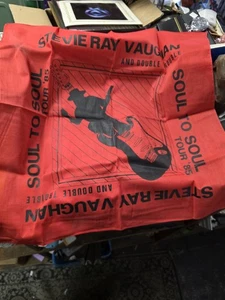 STEVIE RAY VAUGHAN
AND DOUBLE
SOUL TO SOUL
TOUR '85
SOUL TO SOUL
TOUR '85
AND DOUBLE TROUBLE
STEVIE RAY VAUGHAN